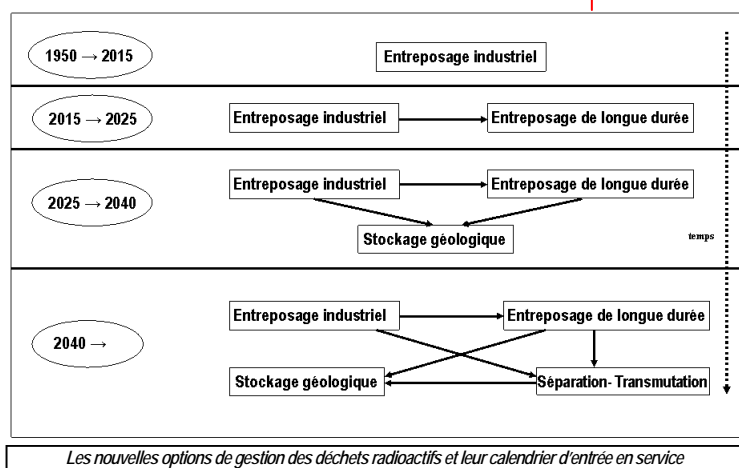 1950 → 2015
Entreposage industriel
2015 → 2025
Entreposage industriel
Entreposage de longue durée
2025 → 2040
Entreposage industriel
Entreposage de longue durée
Stockage géologique
temps
2040 →
Entreposage industriel
Entreposage de longue durée
Stockage géologique
Séparation- Transmutation
Les nouvelles options de gestion des déchets radioactifs et leur calendrier d'entrée en service